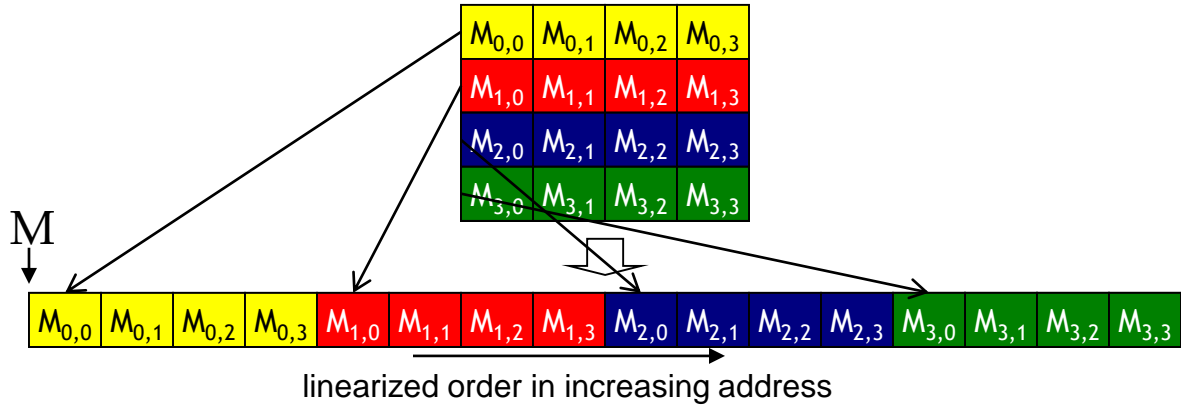 M0,0 M0,1 M0,2 M0,3
M1,0 M1,1 M1,2 M1,3
M2,0 M2,1 M2,2 M2,3
M3,0 M3,1 M3,2 M3,3
M
M0,0 M0,1 M0,2 M0,3 M1,0 M1,1 M1,2 M1,3 M2,0 M2,1 M2,2 M2,3 M3,0 M3,1 M3,2 M3,3
linearized order in increasing address